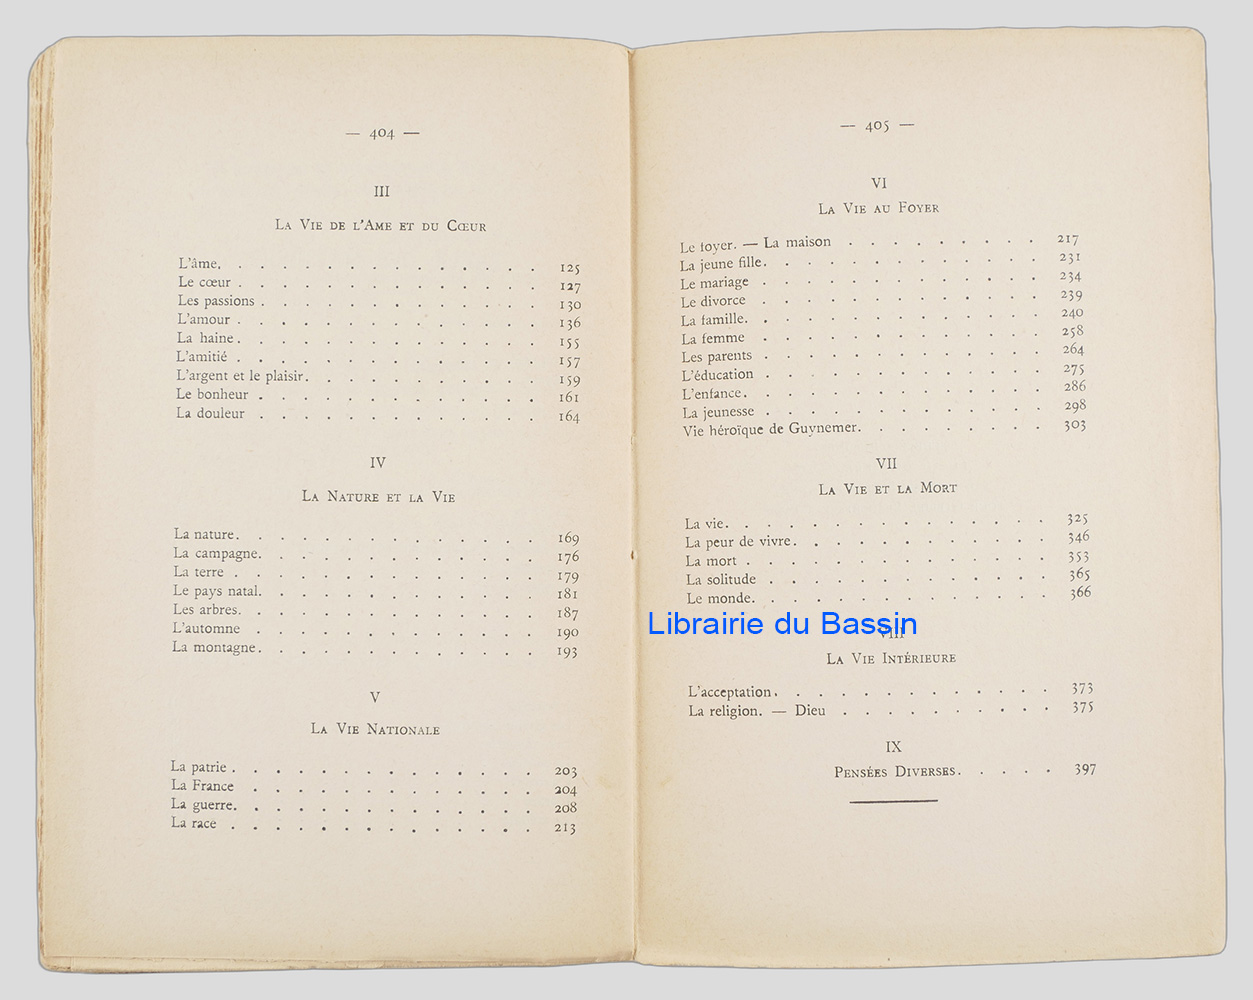 — 404 —
III
La Vie de l'Ame et du Cœur
L'âme. . . . . . . . . . . . . . . . 125
Le cœur . . . . . . . . . . . . . . 127
Les passions . . . . . . . . . . . . . 130
L'amour . . . . . . . . . . . . . . 136
La haine . . . . . . . . . . . . . . 155
L'amitié . . . . . . . . . . . . . . 157
L'argent et le plaisir. . . . . . . . . . . 159
Le bonheur . . . . . . . . . . . . . 161
La douleur . . . . . . . . . . . . . 164
IV
La Nature et la Vie
La nature. . . . . . . . . . . . . . 169
La campagne. . . . . . . . . . . . . 176
La terre . . . . . . . . . . . . . . 179
Le pays natal. . . . . . . . . . . . . 181
Les arbres. . . . . . . . . . . . . . 187
L'automne . . . . . . . . . . . . . 190
La montagne. . . . . . . . . . . . . 193
V
La Vie Nationale
La patrie . . . . . . . . . . . . . . 203
La France . . . . . . . . . . . . . 204
La guerre. . . . . . . . . . . . . . 208
La race . . . . . . . . . . . . . . 213
— 405 —
VI
La Vie au Foyer
Le foyer. — La maison . . . . . . . . . 217
La jeune fille. . . . . . . . . . . . . 231
Le mariage . . . . . . . . . . . . . 234
Le divorce . . . . . . . . . . . . . 239
La famille. . . . . . . . . . . . . . 240
La femme . . . . . . . . . . . . . 258
Les parents . . . . . . . . . . . . . 264
L'éducation . . . . . . . . . . . . . 275
L'enfance. . . . . . . . . . . . . . 286
La jeunesse . . . . . . . . . . . . . 298
Vie héroïque de Guynemer. . . . . . . . . 303
VII
La Vie et la Mort
La vie. . . . . . . . . . . . . . . 325
La peur de vivre. . . . . . . . . . . . 346
La mort . . . . . . . . . . . . . . 353
La solitude . . . . . . . . . . . . . 365
Le monde. . . . . . . . . . . . . . 366
Librairie du Bassin
VIII
La Vie Intérieure
L'acceptation. . . . . . . . . . . . . 373
La religion. — Dieu . . . . . . . . . . 375
IX
Pensées Diverses. . . . . 397